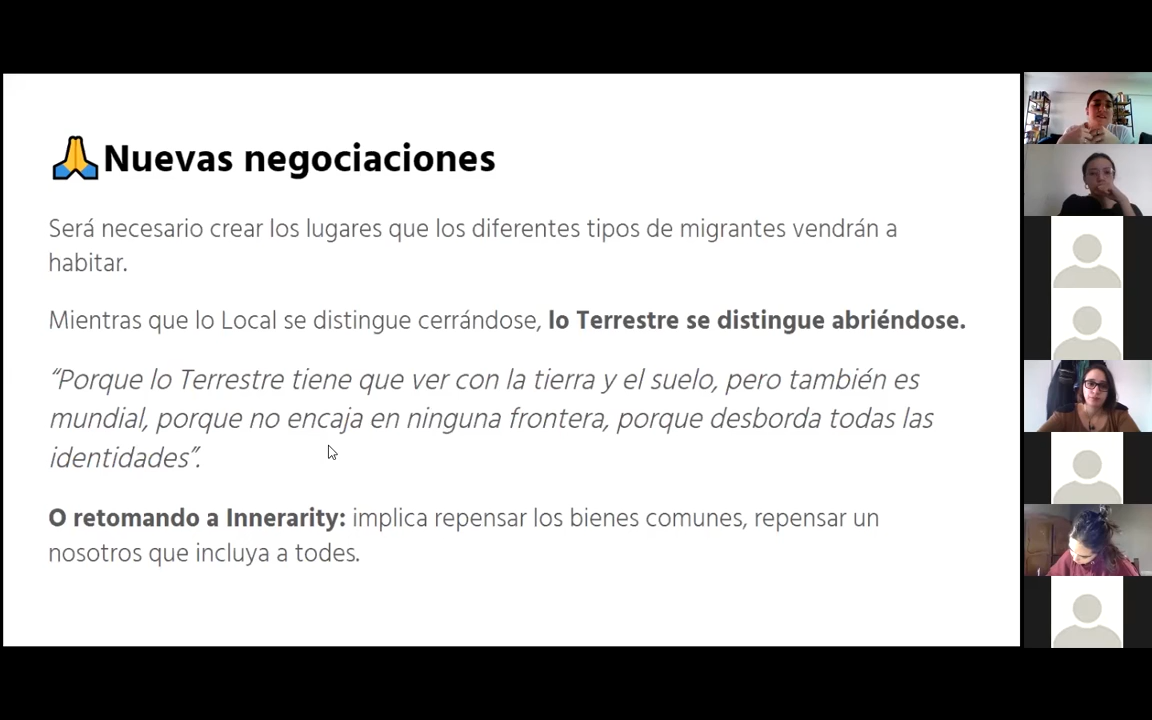 Nuevas negociaciones
Será necesario crear los lugares que los diferentes tipos de migrantes vendrán a
habitar.
Mientras que lo Local se distingue cerrándose, lo Terrestre se distingue abriéndose.
“Porque lo Terrestre tiene que ver con la tierra y el suelo, pero también es
mundial, porque no encaja en ninguna frontera, porque desborda todas las
identidades”.
O retomando a Innerarity: implica repensar los bienes comunes, repensar un
nosotros que incluya a todes.